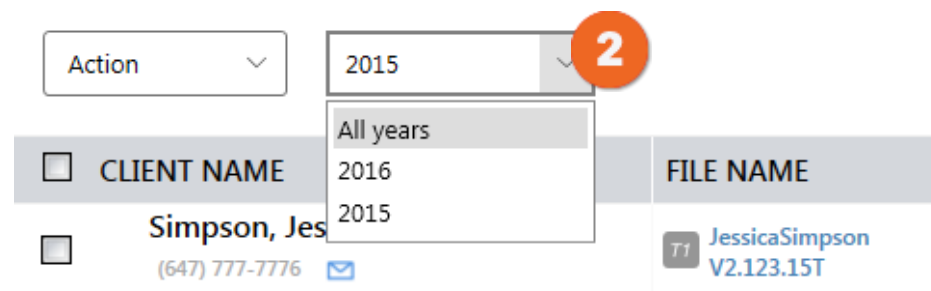 Action
2015
2
All years
2016
2015
CLIENT NAME
FILE NAME
Simpson, Jes
(647) 777-7776
T1
JessicaSimpson
V2.123.15T